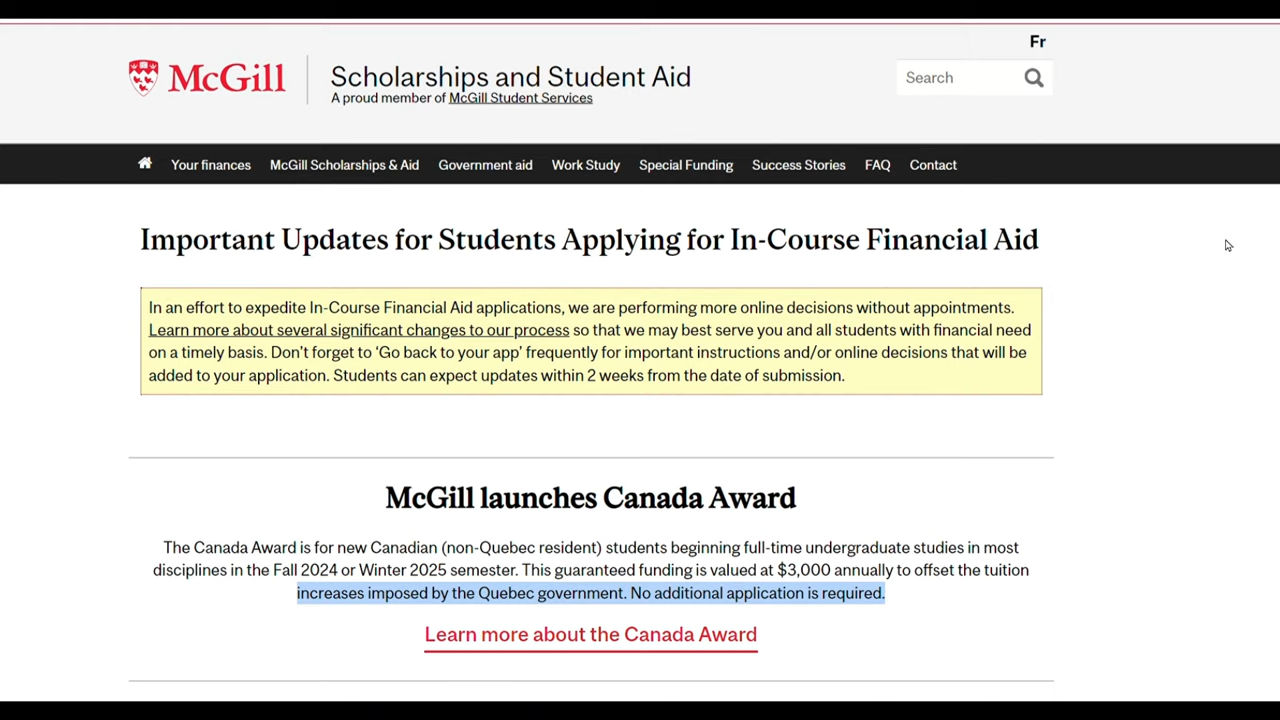 Fr
McGill
Scholarships and Student Aid
A proud member of McGill Student Services
Search
Your finances McGill Scholarships & Aid Government aid Work Study Special Funding Success Stories FAQ Contact
Important Updates for Students Applying for In-Course Financial Aid
In an effort to expedite In-Course Financial Aid applications, we are performing more online decisions without appointments.
Learn more about several significant changes to our process so that we may best serve you and all students with financial need
on a timely basis. Don't forget to 'Go back to your app' frequently for important instructions and/or online decisions that will be
added to your application. Students can expect updates within 2 weeks from the date of submission.
McGill launches Canada Award
The Canada Award is for new Canadian (non-Quebec resident) students beginning full-time undergraduate studies in most
disciplines in the Fall 2024 or Winter 2025 semester. This guaranteed funding is valued at $3,000 annually to offset the tuition
increases imposed by the Quebec government. No additional application is required.
Learn more about the Canada Award